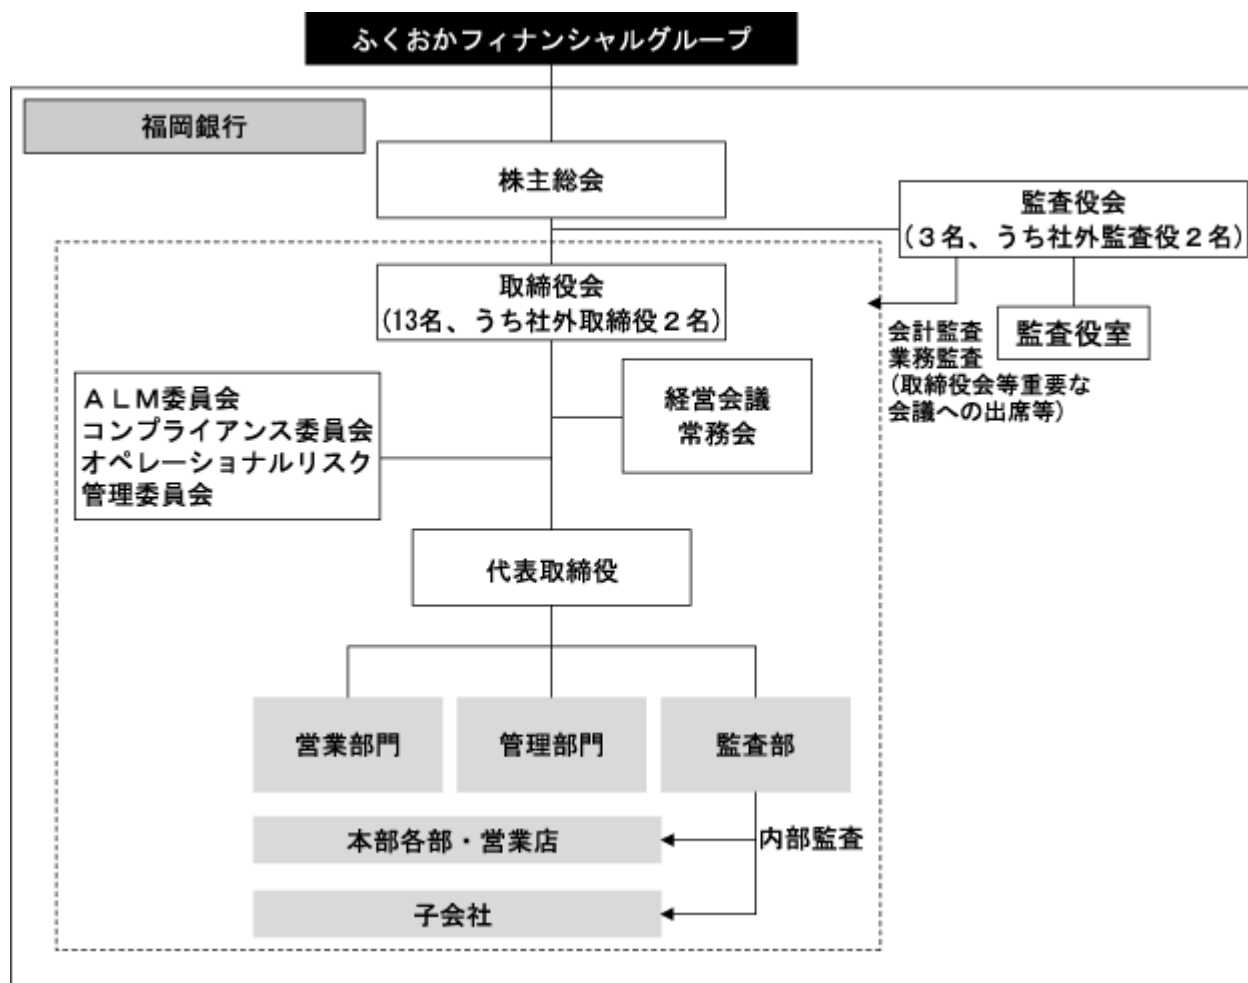 ふくおかフィナンシャルグループ
福岡銀行
株主総会
監査役会
(３名、うち社外監査役２名)
取締役会
(13名、うち社外取締役２名)
会計監査
業務監査
(取締役会等重要な
会議への出席等)
監査役室
ＡＬＭ委員会
コンプライアンス委員会
オペレーショナルリスク
管理委員会
経営会議
常務会
代表取締役
営業部門
管理部門
監査部
本部各部・営業店
内部監査
子会社